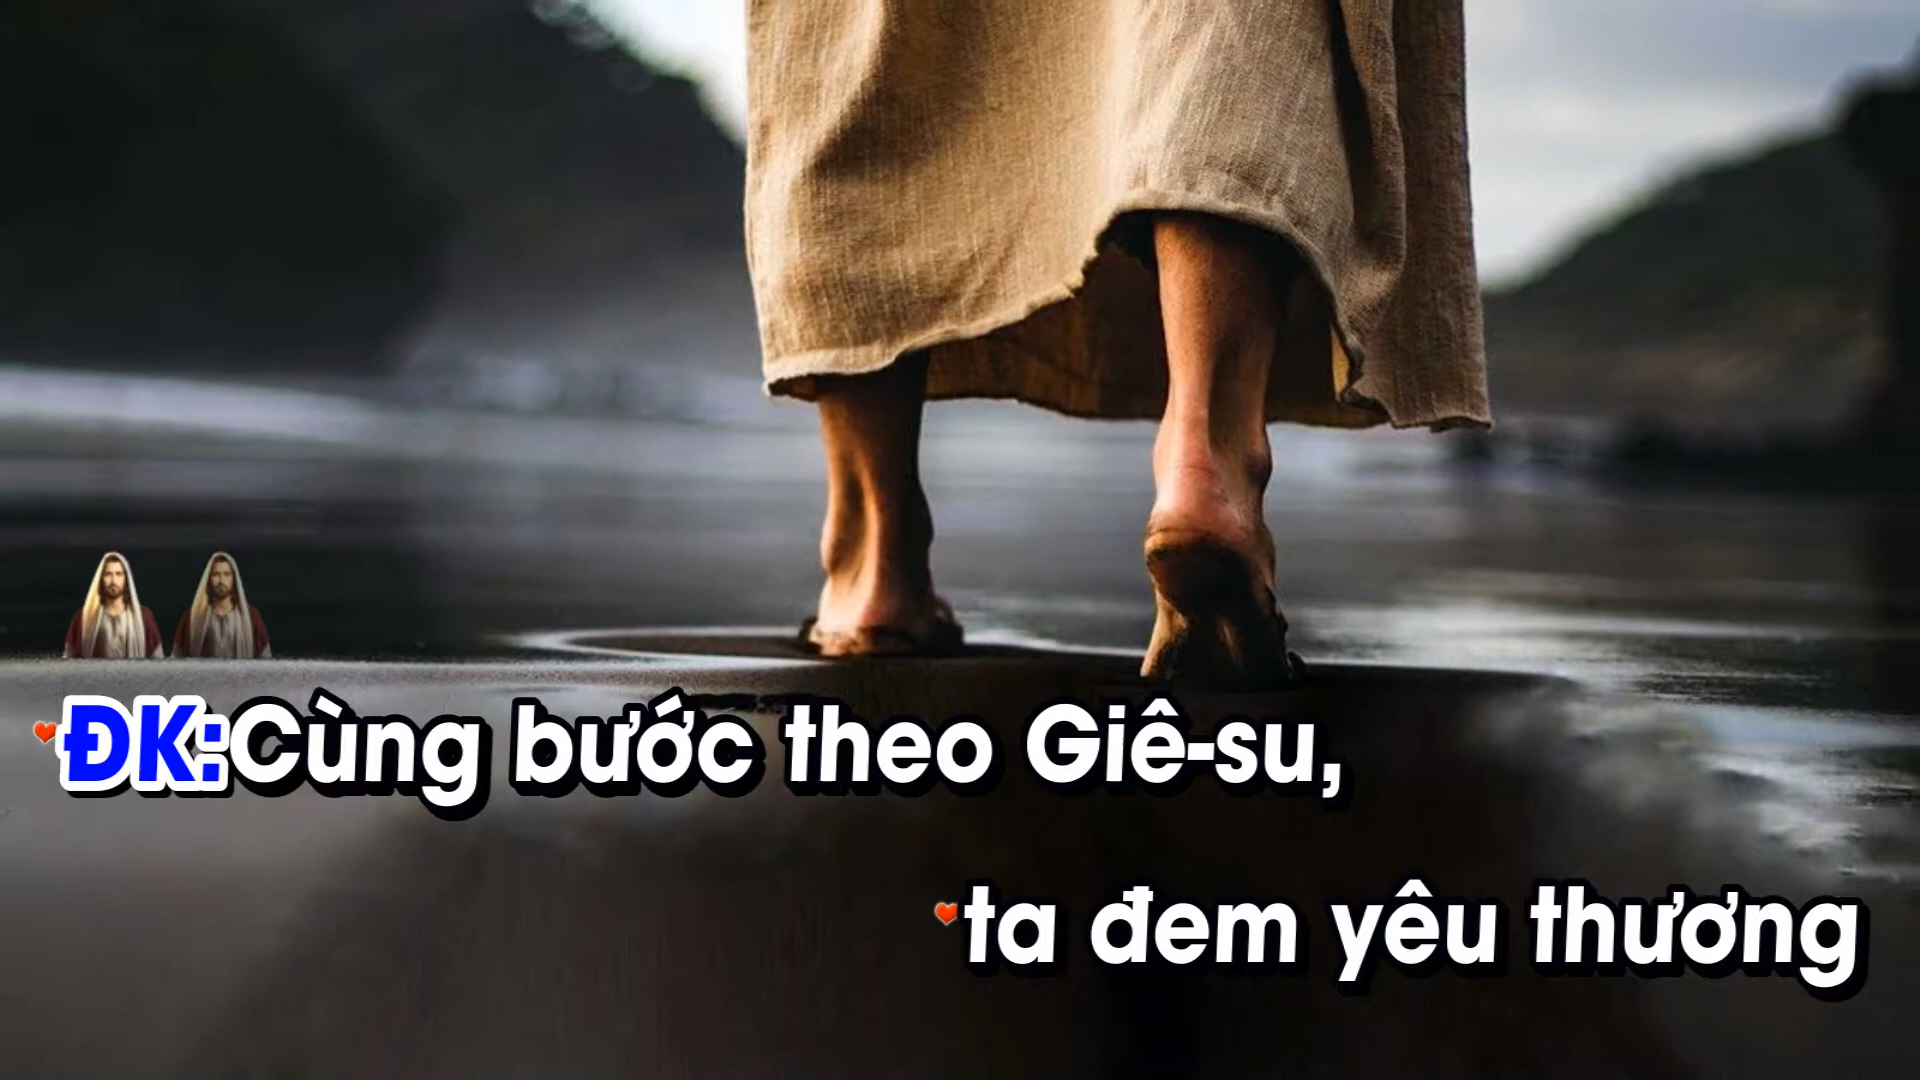 ĐK:Cùng bước theo Giê-su,
ta đem yêu thương